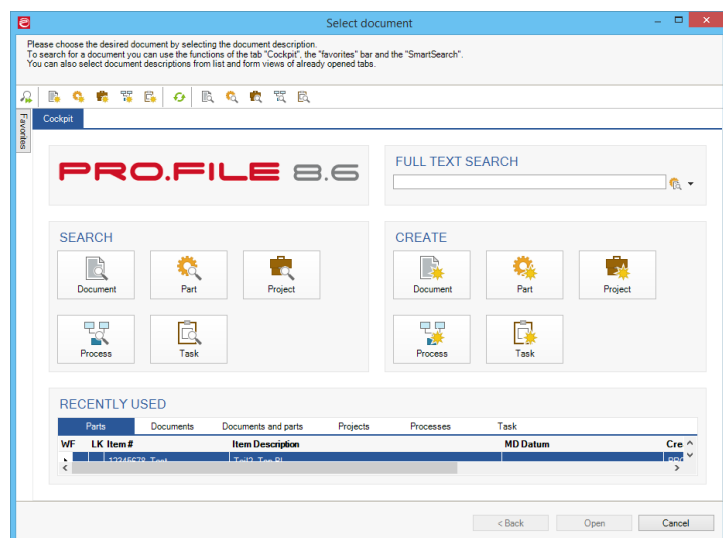 Select document
Please choose the desired document by selecting the document description.
To search for a document you can use the functions of the tab "Cockpit", the "favorites" bar and the "SmartSearch".
You can also select document descriptions from list and form views of already opened tabs.
Favorites
Cockpit
PRO.FILE 8.6
FULL TEXT SEARCH
SEARCH
Document Part Project
Process Task
CREATE
Document Part Project
Process Task
RECENTLY USED
Parts Documents Documents and parts Projects Processes Task
WF LK Item # Item Description MD Datum Cre
< Back Open Cancel